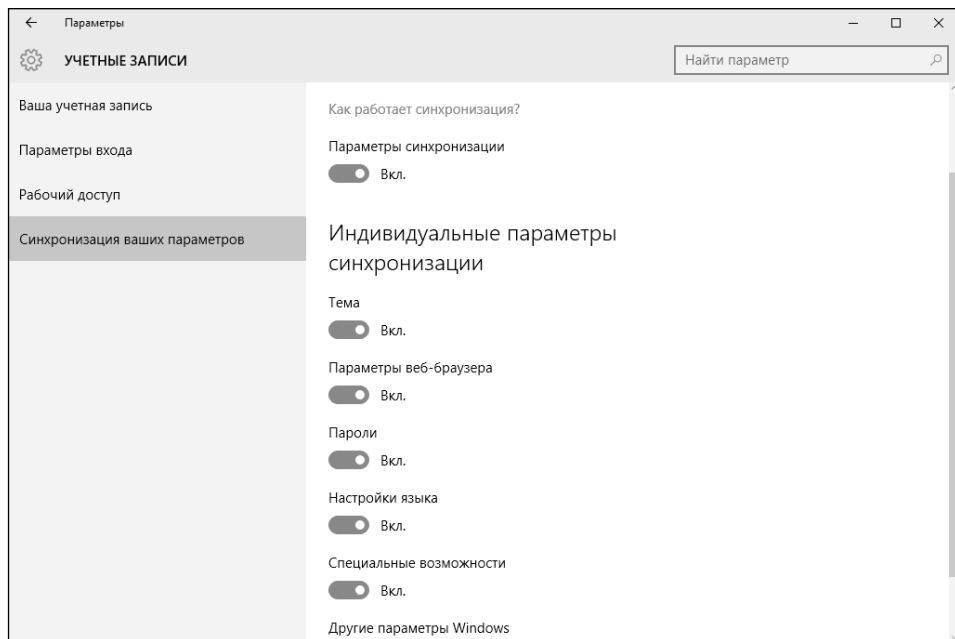 Параметры
УЧЕТНЫЕ ЗАПИСИ
Найти параметр
Ваша учетная запись
Параметры входа
Рабочий доступ
Синхронизация ваших параметров
Как работает синхронизация?
Параметры синхронизации
Вкл.
Индивидуальные параметры
синхронизации
Тема
Вкл.
Параметры веб-браузера
Вкл.
Пароли
Вкл.
Настройки языка
Вкл.
Специальные возможности
Вкл.
Другие параметры Windows